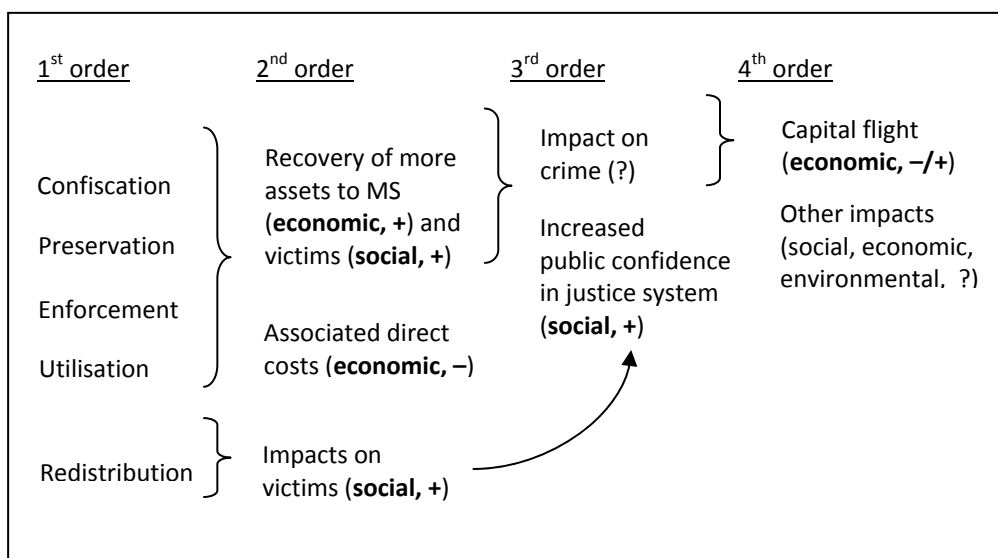 1st order
2nd order
3rd order
4th order
Confiscation
Preservation
Enforcement
Utilisation
Redistribution
Recovery of more
assets to MS
(economic, +) and
victims (social, +)
Associated direct
costs (economic, –)
Impacts on
victims (social, +)
Impact on
crime (?)
Increased
public confidence
in justice system
(social, +)
Capital flight
(economic, –/+)
Other impacts
(social, economic,
environmental, ?)